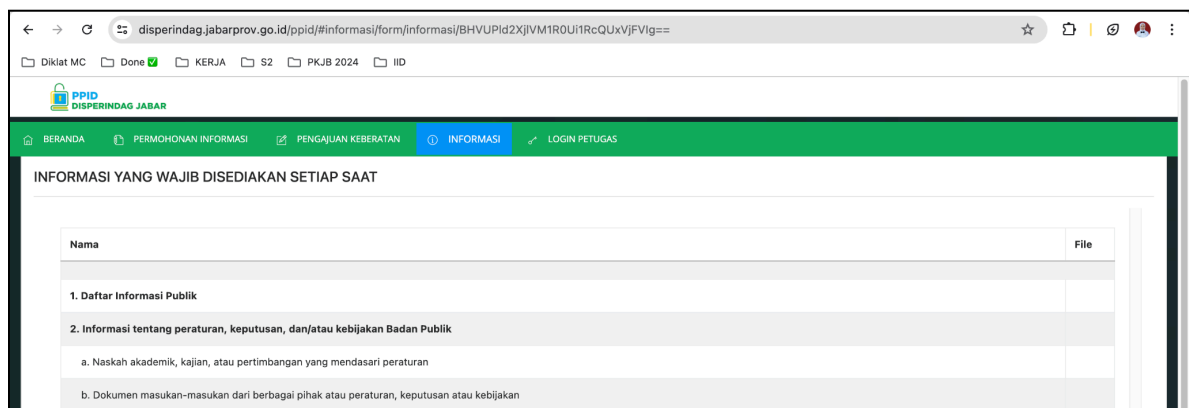 disperindag.jabarprov.go.id/ppid/#informasi/form/informasi/BHVUPld2XjlVM1R0Ui1RcQUxVjFVIg==
Diklat MC Done KERJA S2 PKJB 2024 IID
PPID
DISPERINDAG JABAR
BERANDA PERMOHONAN INFORMASI PENGAJUAN KEBERATAN INFORMASI LOGIN PETUGAS
INFORMASI YANG WAJIB DISEDIAKAN SETIAP SAAT
Nama File
1. Daftar Informasi Publik
2. Informasi tentang peraturan, keputusan, dan/atau kebijakan Badan Publik
a. Naskah akademik, kajian, atau pertimbangan yang mendasari peraturan
b. Dokumen masukan-masukan dari berbagai pihak atau peraturan, keputusan atau kebijakan